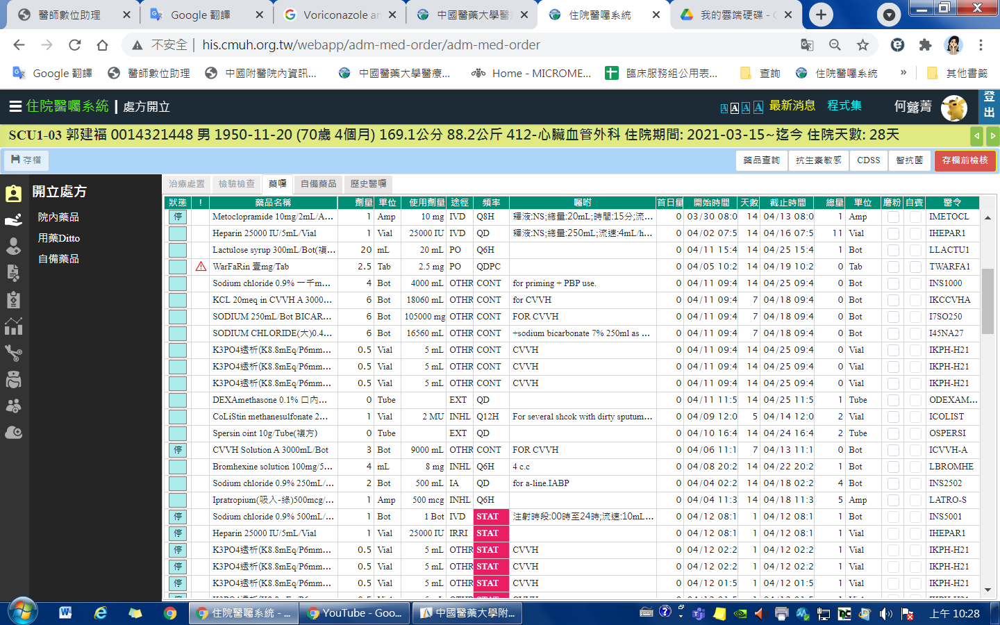 醫師數位助理
Google 翻譯
Voriconazole an
中國醫藥大學醫
住院醫囑系統
我的雲端硬碟 - G
不安全 | his.cmuh.org.tw/webapp/adm-med-order/adm-med-order
Google 翻譯 醫師數位助理 中國附醫院內資訊... 中國醫藥大學醫療... Home - MICROME... 臨床服務組公用表... 查詢 住院醫囑系統 » 其他書籤
住院醫囑系統 | 處方開立 A A A A 最新消息 程式集 何懿菁 登出
SCU1-03 郭建福 0014321448 男 1950-11-20 (70歲 4個月) 169.1公分 88.2公斤 412-心臟血管外科 住院期間: 2021-03-15~迄今 住院天數: 28天
存檔 藥品查詢 抗生素敏感 CDSS 智抗菌 存檔前檢核
開立處方
院內藥品
用藥Ditto
自備藥品
治療處置 檢驗檢查 藥囑 自備藥品 歷史醫囑
狀態 ! 藥品名稱 劑量 單位 使用劑量 途徑 頻率 囑咐 首日量 開始時間 天數 截止時間 總量 單位 磨粉 自費 醫令
停 Metoclopramide 10mg/2mL/A... 1 Amp 10 mg IVD Q8H 釋液:NS;總量:20mL;時間:15分;流... 0 03/30 08:0 14 04/13 08:0 1 Amp IMETOCL
Heparin 25000 IU/5mL/Vial 1 Vial 25000 IU IVD QD 釋液:NS;總量:250mL;流速:4mL/h... 0 04/02 07:5 14 04/16 07:5 11 Vial IHEPAR1
Lactulose syrup 300mL/Bot(複... 20 mL 20 mL PO Q6H 0 04/11 15:4 14 04/25 15:4 1 Bot LLACTU1
WarFaRin 壹mg/Tab 2.5 Tab 2.5 mg PO QDPC 0 04/05 10:2 14 04/19 10:2 0 Tab TWARFA1
Sodium chloride 0.9% 一千m... 4 Bot 4000 mL OTHR CONT for priming + PBP use. 0 04/11 09:4 14 04/25 09:4 0 Bot INS1000
KCL 20meq in CVVH A 3000... 6 Bot 18060 mL OTHR CONT for CVVH 0 04/11 09:4 7 04/18 09:4 0 Bot IKCCVHA
SODIUM 250mL/Bot BICAR... 6 Bot 105000 mg OTHR CONT FOR CVVH 0 04/11 09:4 7 04/18 09:4 0 Bot I7SO250
SODIUM CHLORIDE(大)0.4... 6 Bot 16560 mL OTHR CONT +sodium bicarbonate 7% 250ml as ... 0 04/11 09:4 7 04/18 09:4 0 Bot I45NA27
K3PO4透析(K8.8mEq/P6mm... 0.5 Vial 5 mL OTHR CONT CVVH 0 04/11 09:4 14 04/25 09:4 0 Vial IKPH-H21
K3PO4透析(K8.8mEq/P6mm... 0.5 Vial 5 mL OTHR CONT CVVH 0 04/11 09:4 14 04/25 09:4 0 Vial IKPH-H21
K3PO4透析(K8.8mEq/P6mm... 0.5 Vial 5 mL OTHR CONT CVVH 0 04/11 09:4 14 04/25 09:4 0 Vial IKPH-H21
DEXAmethasone 0.1% 口內... 0 Tube EXT QD 0 04/11 11:5 14 04/25 11:5 1 Tube ODEXAM...
CoLiStin methanesulfonate 2... 1 Vial 2 MU INHL Q12H For several shcok with dirty sputum... 0 04/09 12:0 5 04/14 12:0 2 Vial ICOLIST
Spersin oint 10g/Tube(複方) 0 Tube EXT QD 0 04/10 16:4 14 04/24 16:4 2 Tube OSPERSI
停 CVVH Solution A 3000mL/Bot 3 Bot 9000 mL OTHR CONT FOR CVVH 0 04/06 11:1 7 04/13 11:1 0 Bot ICVVH-A
Bromhexine solution 100mg/5... 4 mL 8 mg INHL Q6H 4 c.c 0 04/08 20:2 14 04/22 20:2 1 Bot LBROMHE
Sodium chloride 0.9% 250mL/... 2 Bot 500 mL IA QD for a-line.IABP 0 04/04 02:2 14 04/18 02:2 4 Bot INS2502
Ipratropium(吸入-綠)500mcg/... 1 Amp 500 mcg INHL Q6H 0 04/04 11:3 14 04/18 11:3 5 Amp LATRO-S
停 Sodium chloride 0.9% 500mL/... 1 Bot 1 Bot IVD STAT 注射時段:00時至24時;流速:10mL... 0 04/12 08:1 1 04/12 08:1 1 Bot INS5001
停 Heparin 25000 IU/5mL/Vial 1 Vial 25000 IU IRRI STAT 0 04/12 08:1 1 04/12 08:1 1 Vial IHEPAR1
停 K3PO4透析(K8.8mEq/P6mm... 0.5 Vial 5 mL OTHR STAT CVVH 0 04/12 02:2 1 04/12 02:2 1 Vial IKPH-H21
停 K3PO4透析(K8.8mEq/P6mm... 0.5 Vial 5 mL OTHR STAT CVVH 0 04/12 02:2 1 04/12 02:2 1 Vial IKPH-H21
停 K3PO4透析(K8.8mEq/P6mm... 0.5 Vial 5 mL OTHR STAT CVVH 0 04/12 01:5 1 04/12 01:5 1 Vial IKPH-H21
住院醫囑系統 - ... YouTube - Goo... 中國醫藥大學附... 上午 10:28